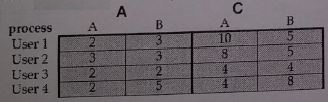 A C
process A B A B
User 1 2 3 10 5
User 2 3 3 8 5
User 3 2 2 4 4
User 4 2 5 4 8